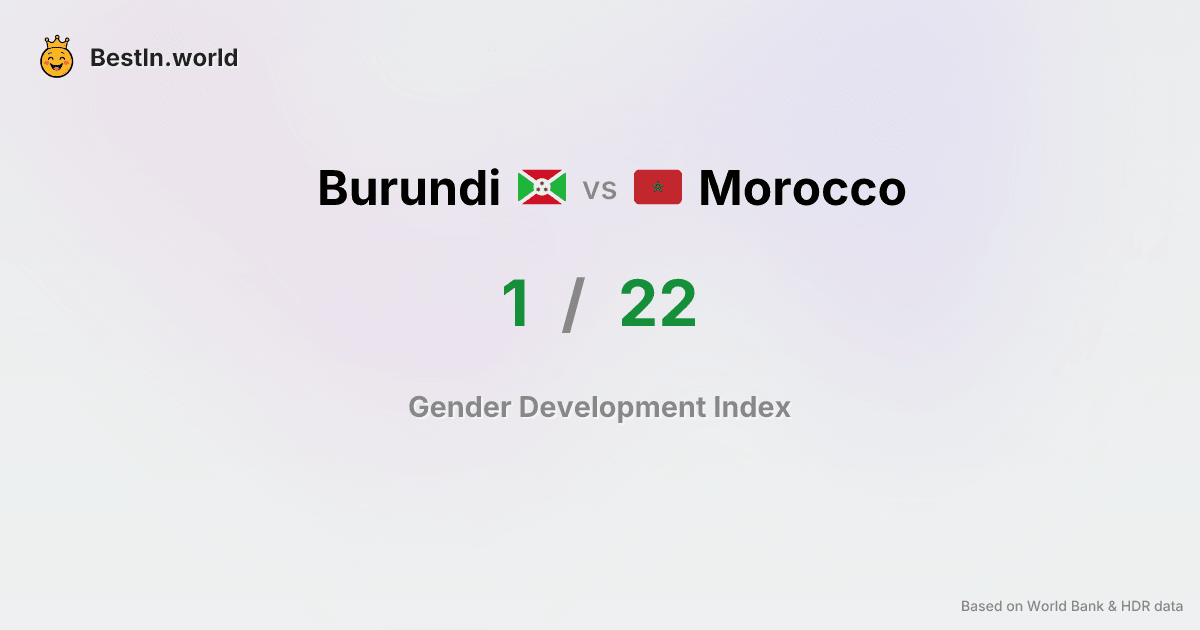 BestIn.world
Burundi vs Morocco
1 / 22
Gender Development Index
Based on World Bank & HDR data